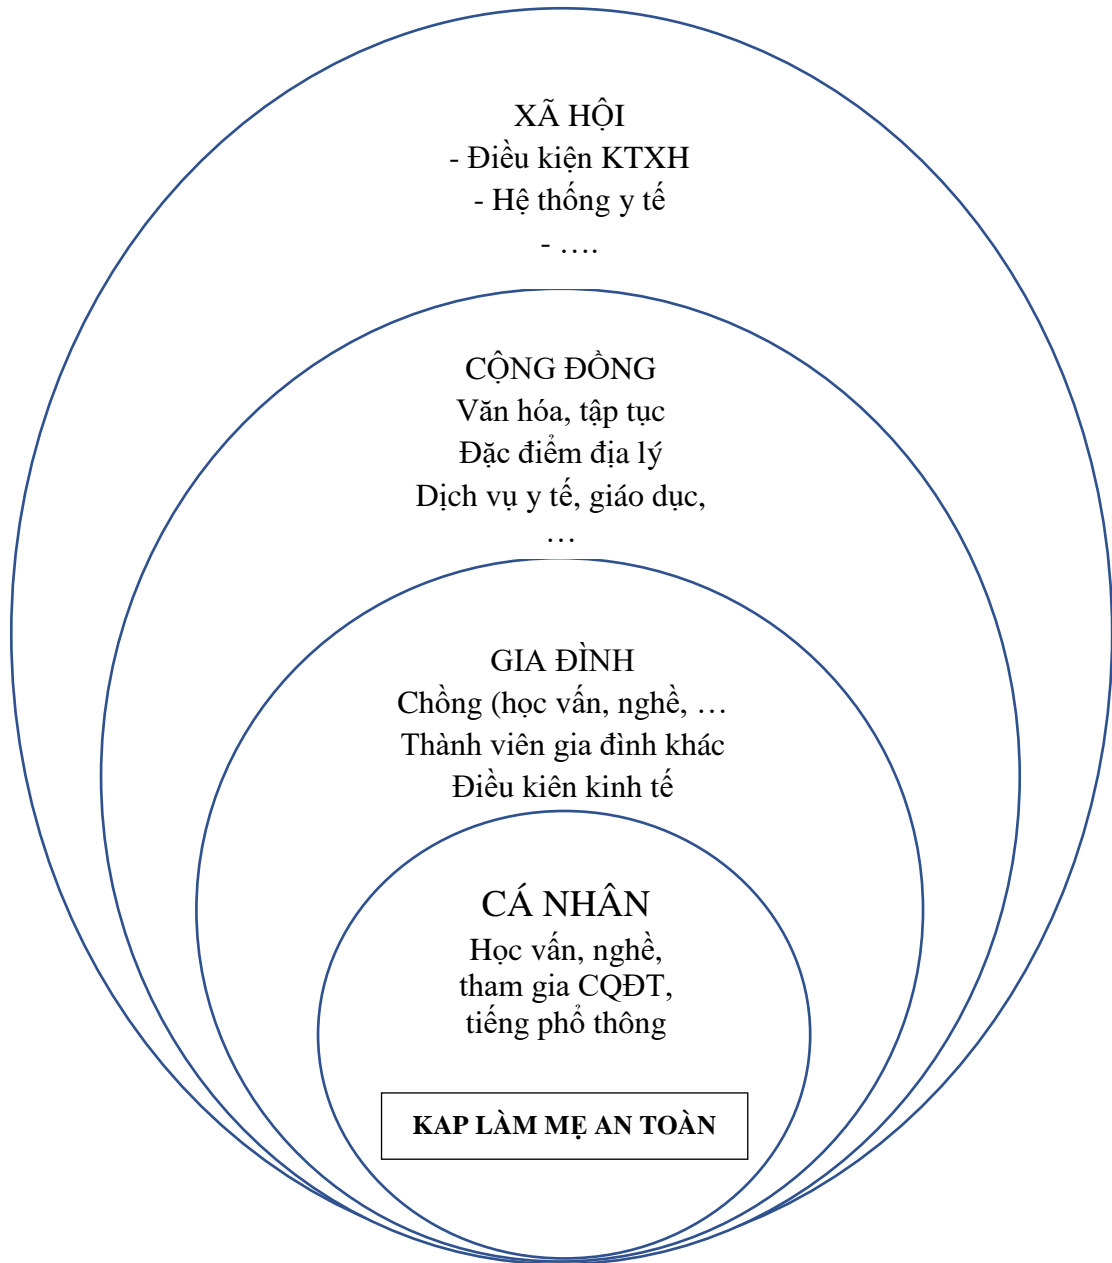 XÃ HỘI
- Điều kiện KTXH
- Hệ thống y tế
- ….
CỘNG ĐỒNG
Văn hóa, tập tục
Đặc điểm địa lý
Dịch vụ y tế, giáo dục,
…
GIA ĐÌNH
Chồng (học vấn, nghề, …
Thành viên gia đình khác
Điều kiên kinh tế
CÁ NHÂN
Học vấn, nghề,
tham gia CQĐT,
tiếng phổ thông
KAP LÀM MẸ AN TOÀN